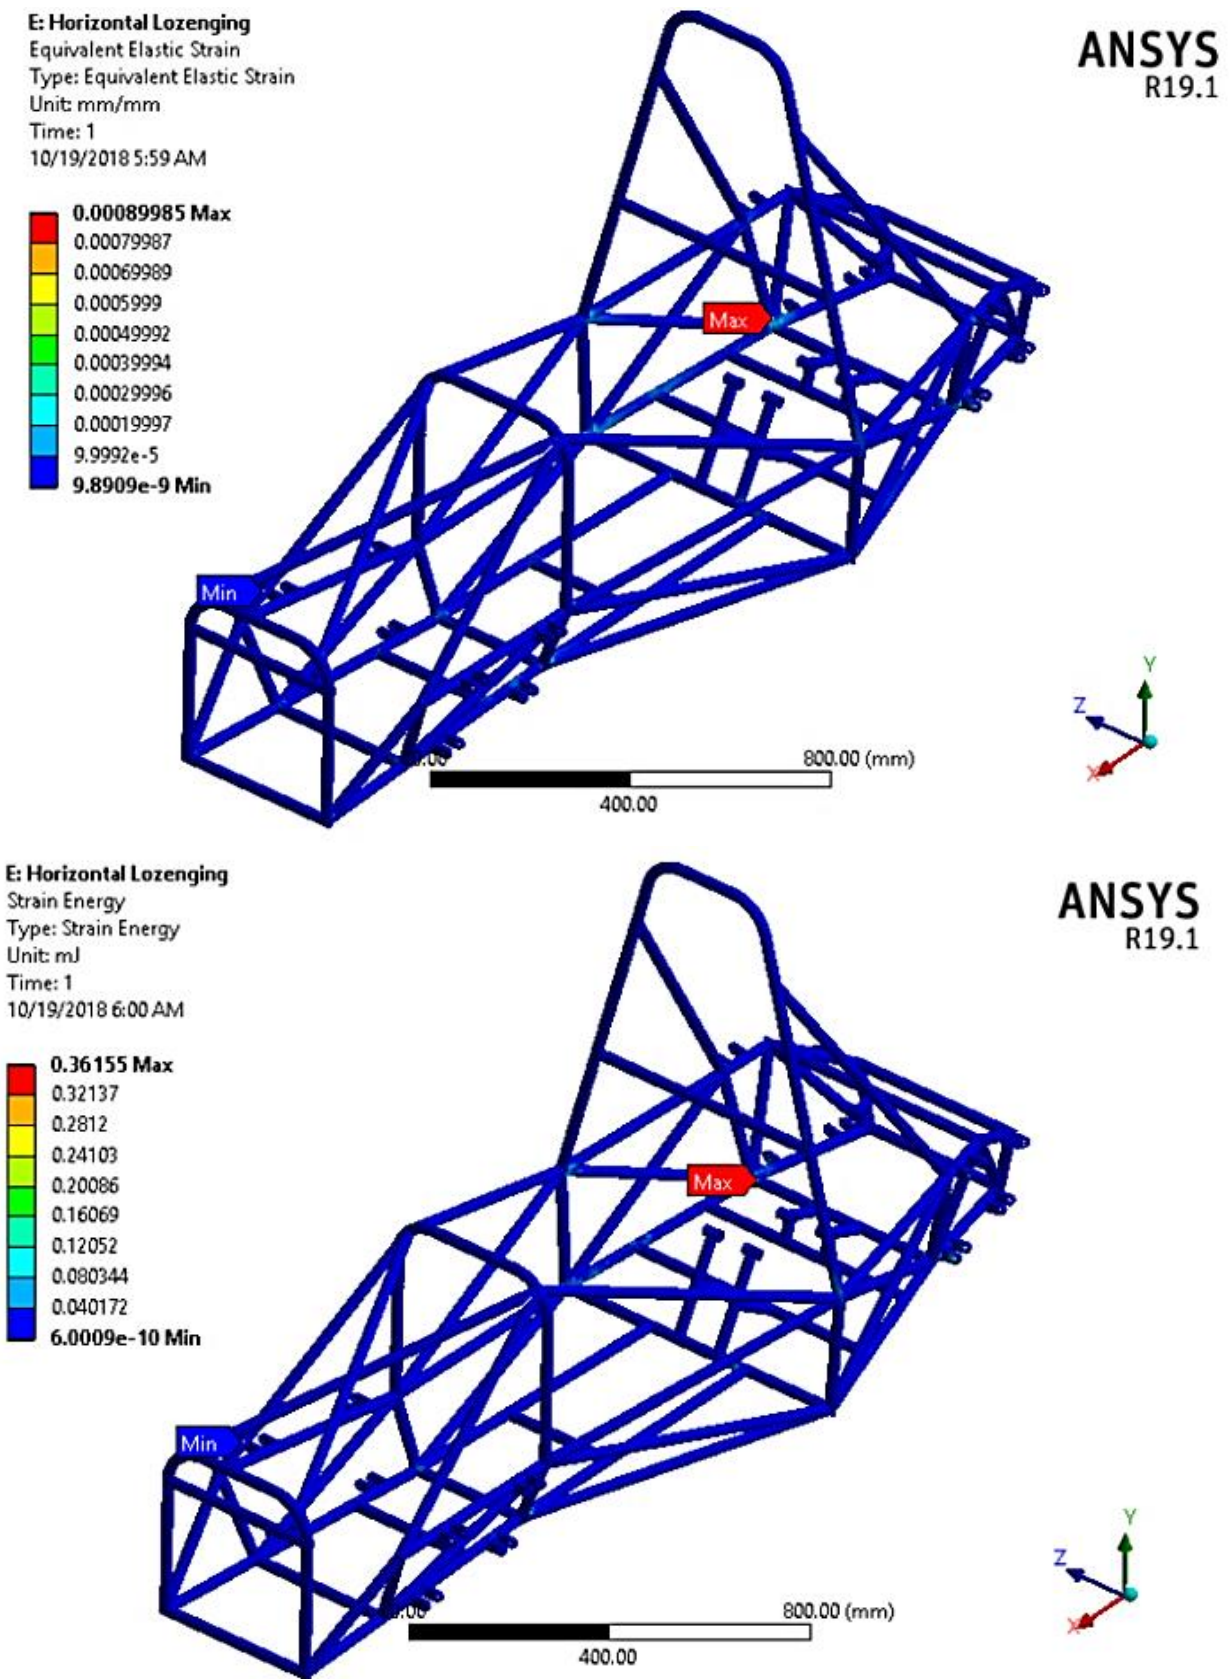 E: Horizontal Lozenging
Equivalent Elastic Strain
Type: Equivalent Elastic Strain
Unit: mm/mm
Time: 1
10/19/2018 5:59 AM
ANSYS
R19.1
0.00089985 Max
0.00079987
0.00069989
0.0005999
0.00049992
0.00039994
0.00029996
0.00019997
9.9992e-5
9.8909e-9 Min
Max
Min
Y
Z
X
800.00 (mm)
400.00
E: Horizontal Lozenging
Strain Energy
Type: Strain Energy
Unit: mJ
Time: 1
10/19/2018 6:00 AM
ANSYS
R19.1
0.36155 Max
0.32137
0.2812
0.24103
0.20086
0.16069
0.12052
0.080344
0.040172
6.0009e-10 Min
Max
Min
Y
Z
X
800.00 (mm)
400.00